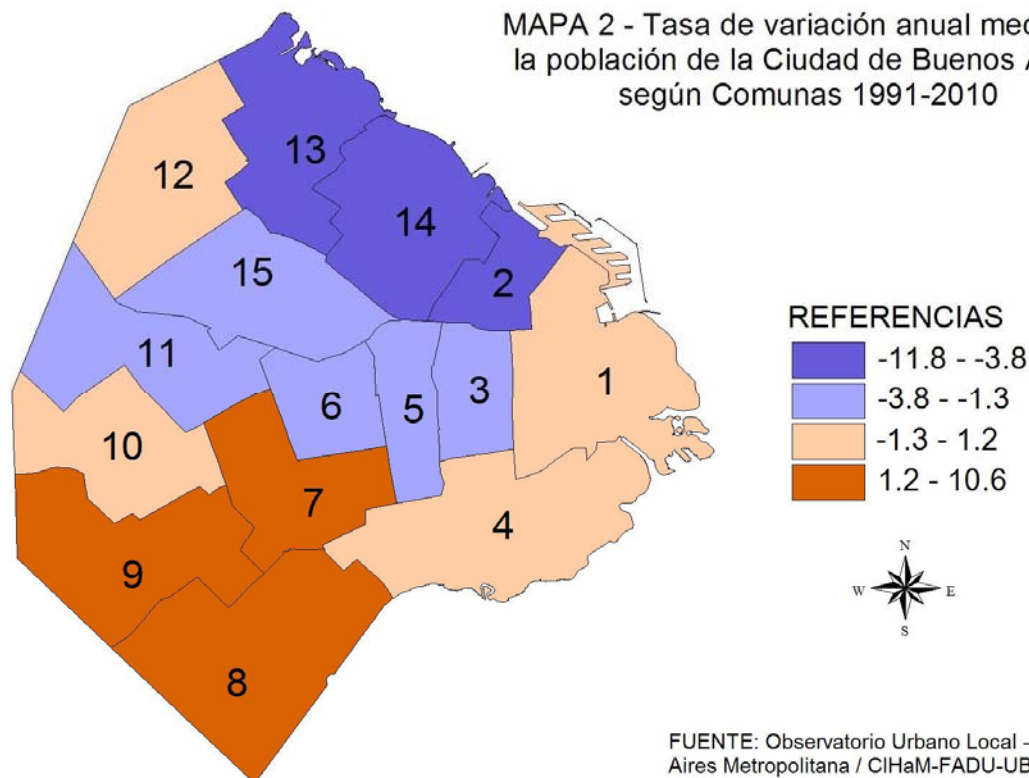 MAPA 2 - Tasa de variación anual med
la población de la Ciudad de Buenos A
según Comunas 1991-2010
13
12
14
15
2
11
1
6
5
3
10
7
4
9
8
REFERENCIAS
-11.8 - -3.8
-3.8 - -1.3
-1.3 - 1.2
1.2 - 10.6
N
W
E
S
FUENTE: Observatorio Urbano Local -
Aires Metropolitana / CIHaM-FADU-UB